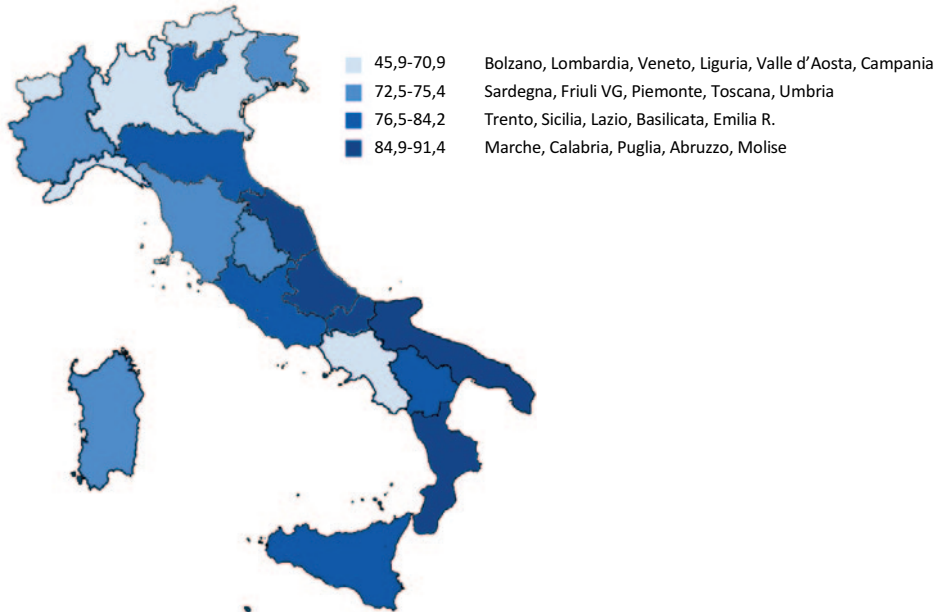 45,9-70,9 Bolzano, Lombardia, Veneto, Liguria, Valle d’Aosta, Campania
72,5-75,4 Sardegna, Friuli VG, Piemonte, Toscana, Umbria
76,5-84,2 Trento, Sicilia, Lazio, Basilicata, Emilia R.
84,9-91,4 Marche, Calabria, Puglia, Abruzzo, Molise